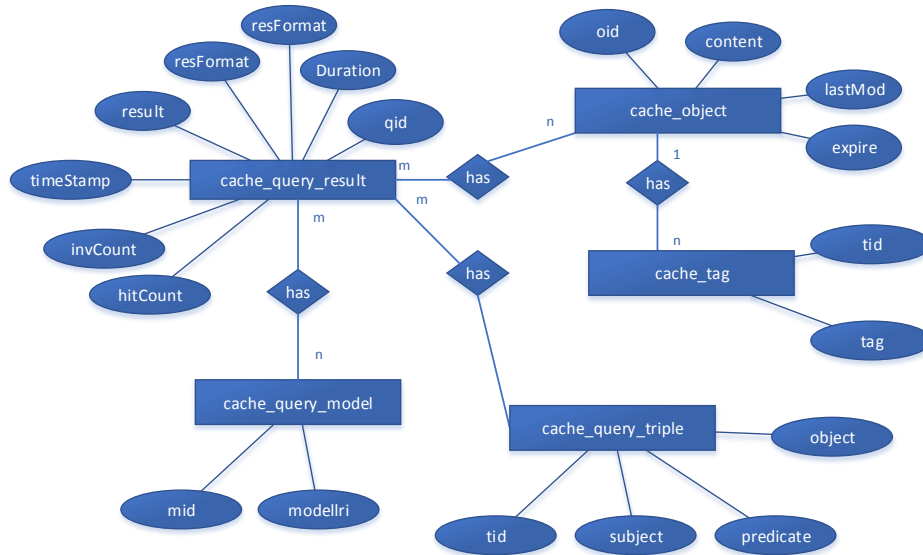 resFormat
oid
content
resFormat
Duration
lastMod
result
cache_object
qid
n
expire
timeStamp
cache_query_result
m
has
1
has
m
m
invCount
has
n
tid
hitCount
has
cache_tag
tag
n
cache_query_model
cache_query_triple
object
mid
modelIri
tid
subject
predicate